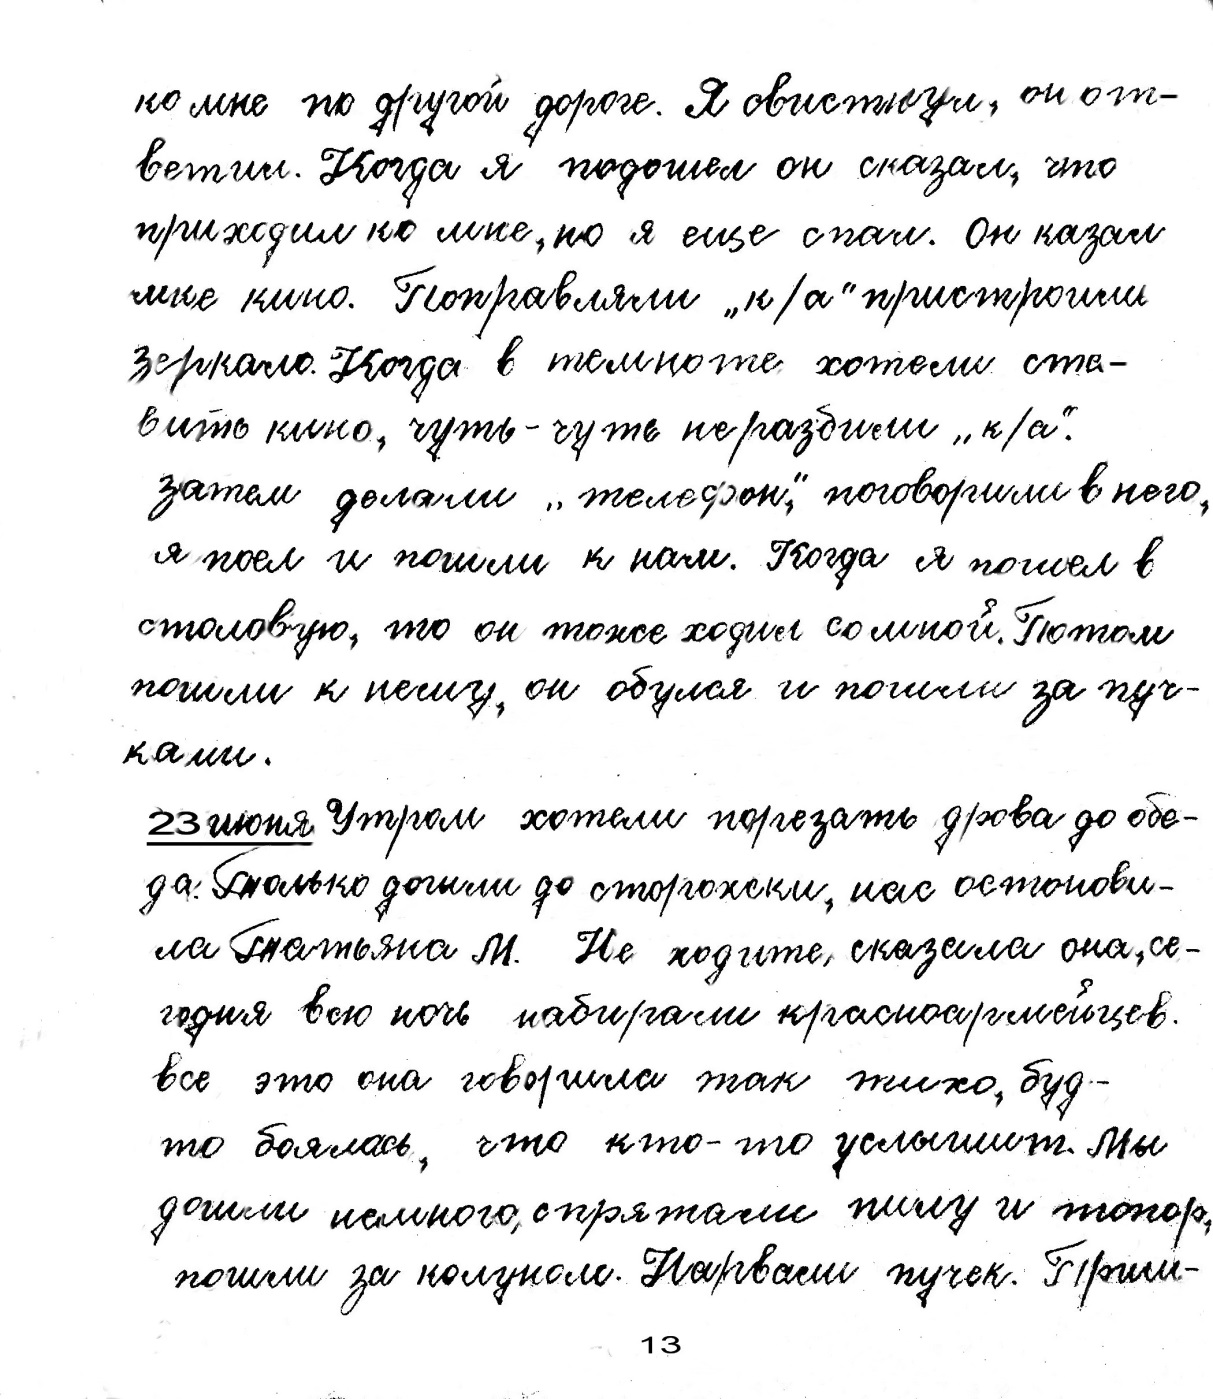 ко мне по другой дороге. Я свистнул, он от-
ветил. Когда я подошел он сказал, что
приходил ко мне, но я еще спал. Он казал
мне кино. Поправляли „к/а" пристроили
зеркало. Когда в темноте хотели ста-
вить кино, чуть-чуть не разбили „к/а".
Затем делали „телефон", поговорили в него,
я поел и пошли к нам. Когда я пошел в
столовую, то он тоже ходил со мной. Потом
пошли к нему, он обулся и пошли за пуч-
ками.
23 июня Утром хотели порезать дрова до обе-
да. Только дошли до сторожски, нас останови-
ла Татьяна М. Не ходите, сказала она, се-
годня всю ночь набирали красноармейцев.
все это она говорила так тихо, буд-
то боялась, что кто-то услышит. Мы
дошли немного, спрятали пилу и топор,
пошли за колуном. Нарвали пучек. Приш-
13